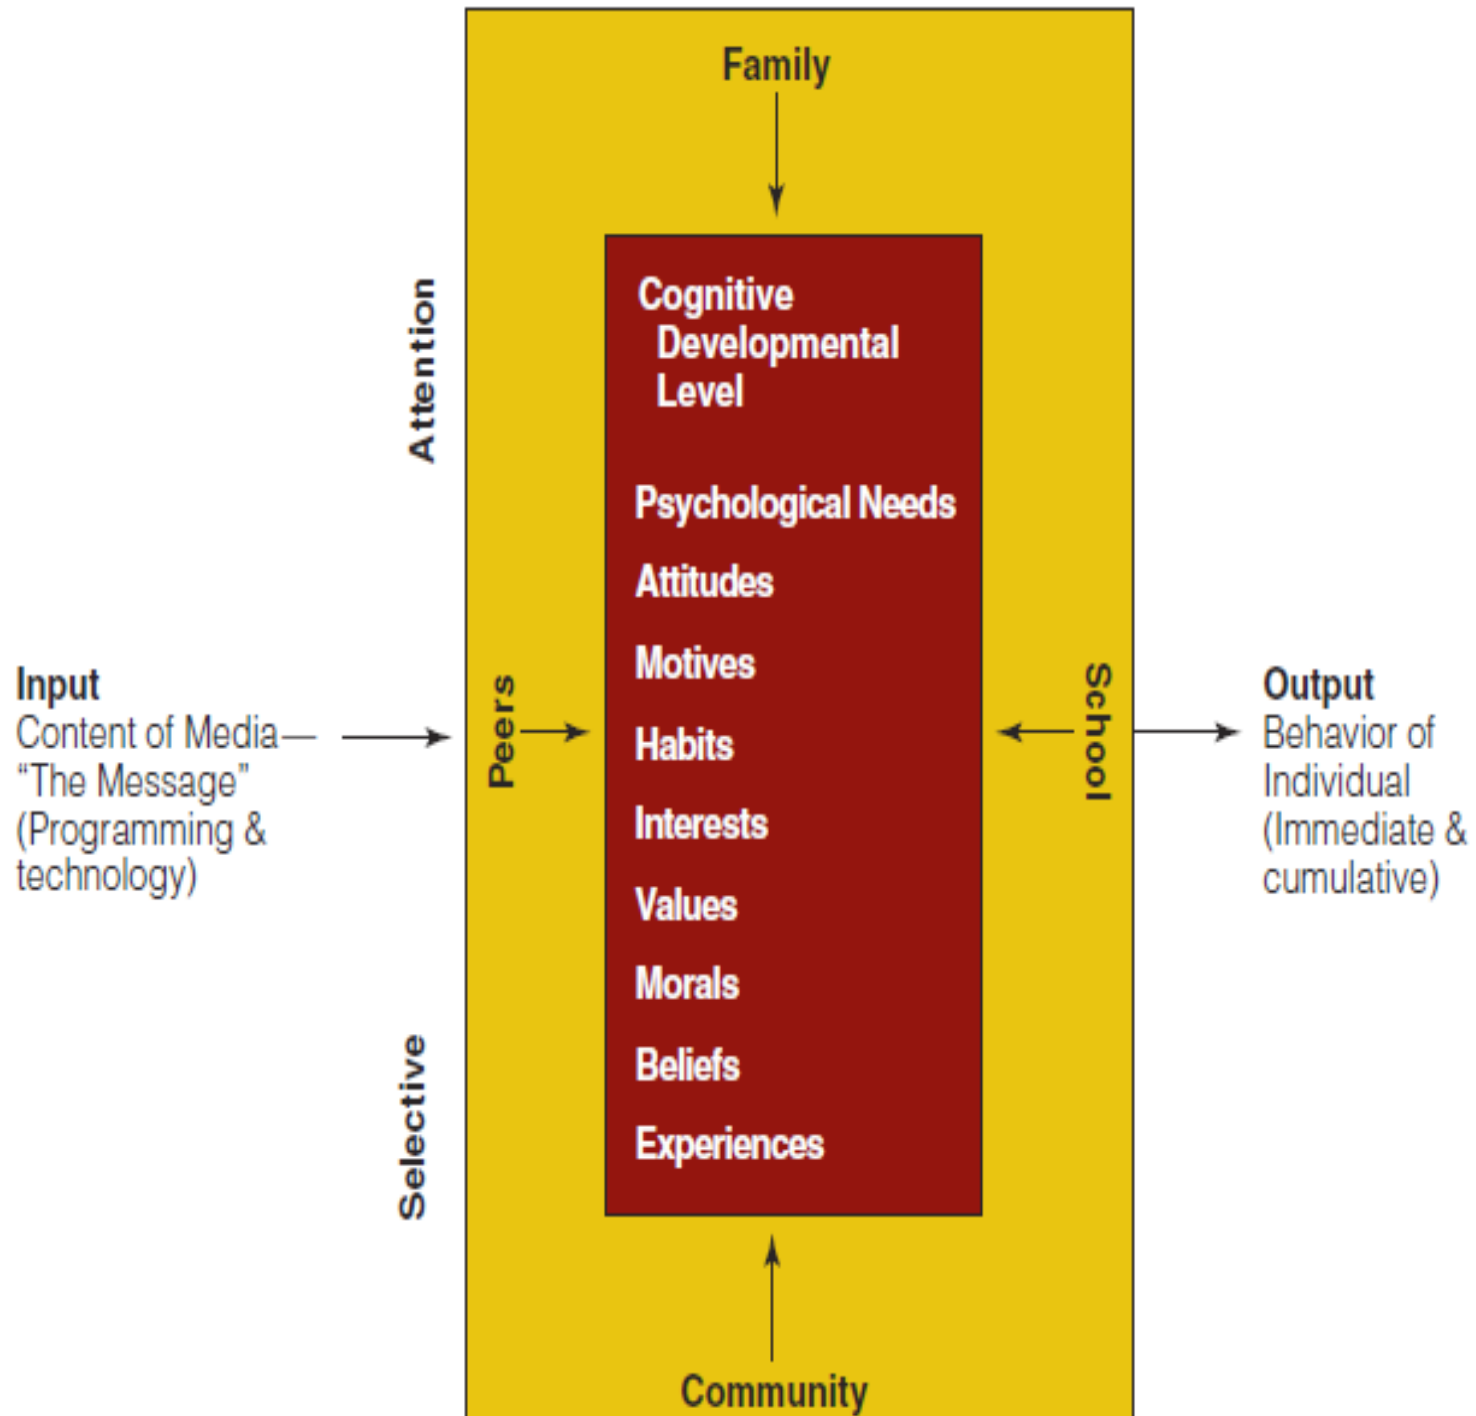 Family
Attention
Selective
Cognitive
Developmental
Level
Psychological Needs
Attitudes
Motives
Habits
Interests
Values
Morals
Beliefs
Experiences
Input
Content of Media—
“The Message”
(Programming &
technology)
Peers
School
Output
Behavior of
Individual
(Immediate &
cumulative)
Community